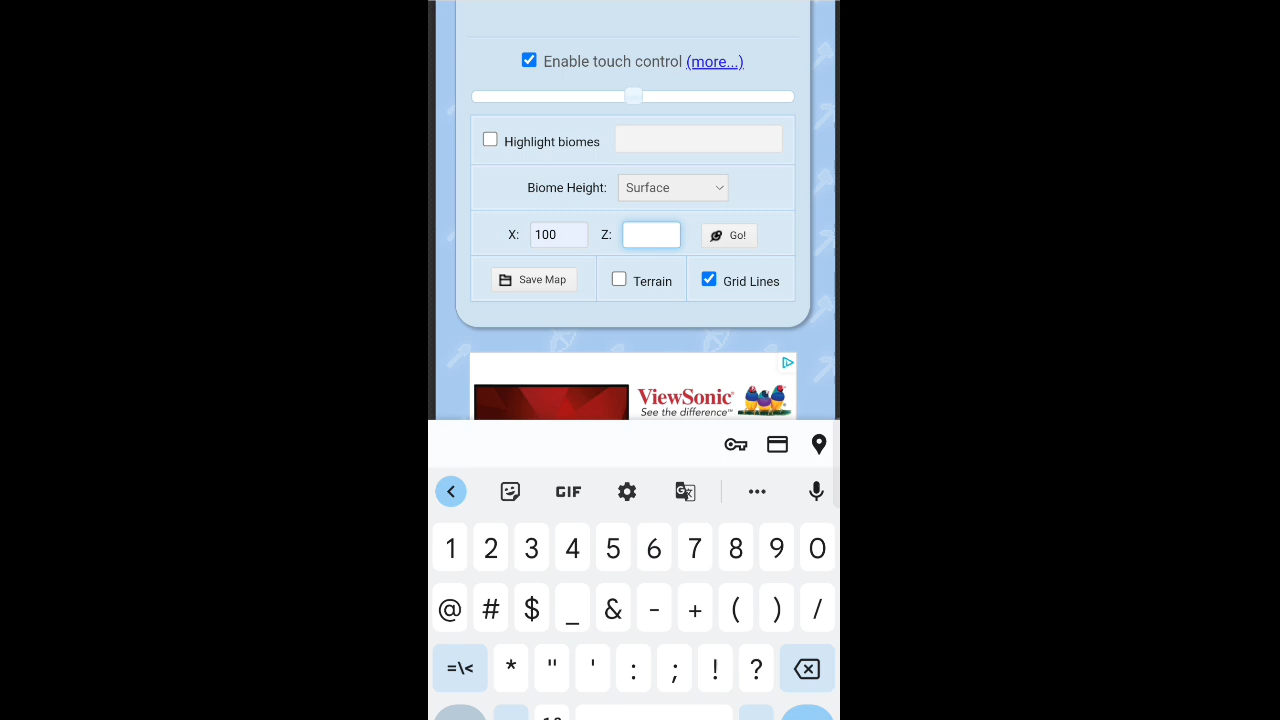 Enable touch control (more...)
Highlight biomes
Biome Height: Surface
X: 100 Z: Go!
Save Map Terrain Grid Lines
ViewSonic
See the difference™
GIF
1 2 3 4 5 6 7 8 9 0
@ # $ _ & - + ( ) /
=\< * " ' : ; ! ?